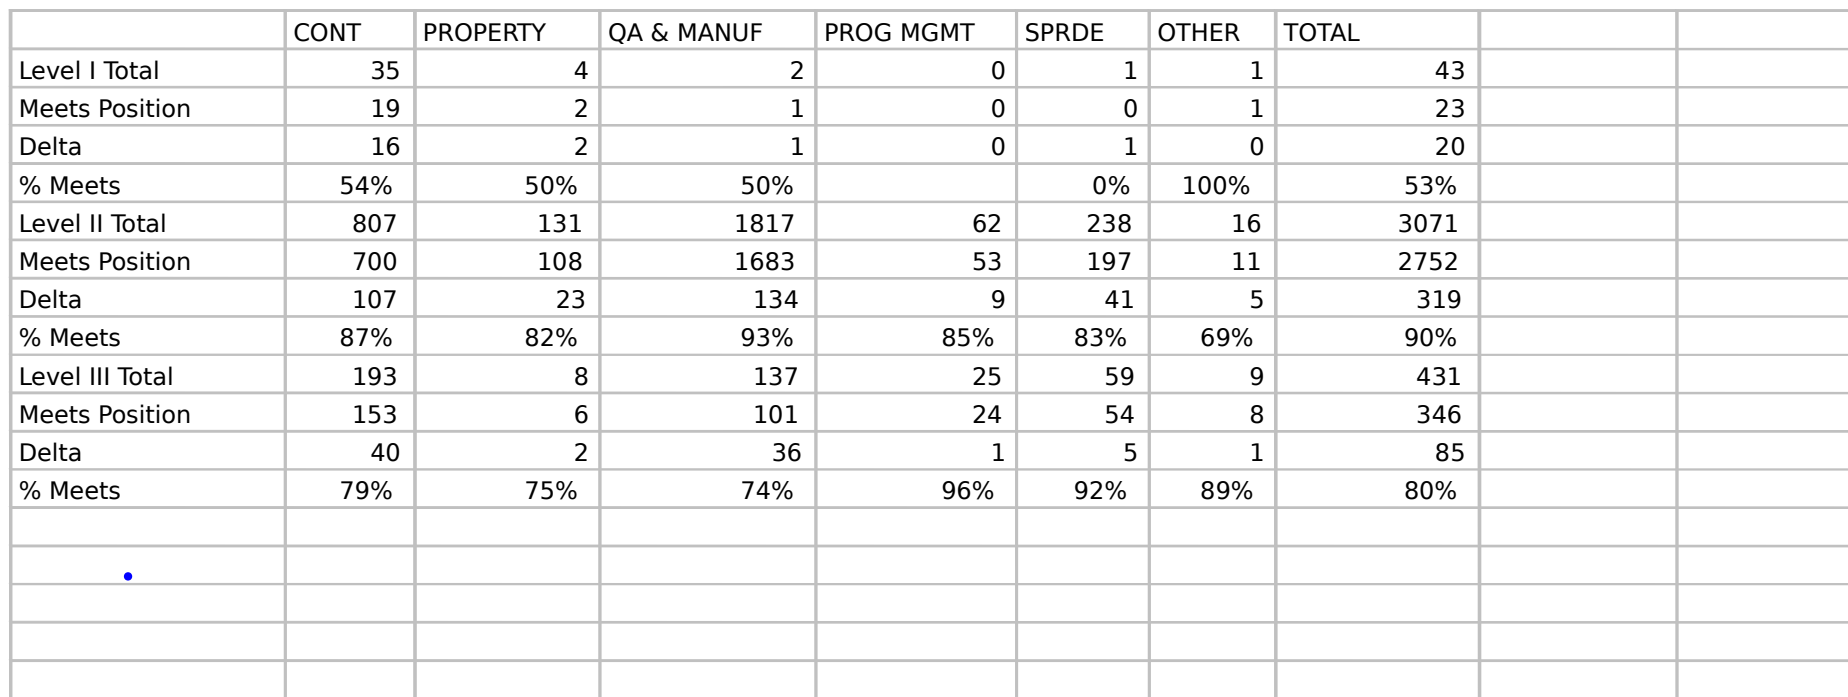 CONT PROPERTY QA & MANUF PROG MGMT SPRDE OTHER TOTAL
Level I Total 35 4 2 0 1 1 43
Meets Position 19 2 1 0 0 1 23
Delta 16 2 1 0 1 0 20
% Meets 54% 50% 50% 0% 100% 53%
Level II Total 807 131 1817 62 238 16 3071
Meets Position 700 108 1683 53 197 11 2752
Delta 107 23 134 9 41 5 319
% Meets 87% 82% 93% 85% 83% 69% 90%
Level III Total 193 8 137 25 59 9 431
Meets Position 153 6 101 24 54 8 346
Delta 40 2 36 1 5 1 85
% Meets 79% 75% 74% 96% 92% 89% 80%